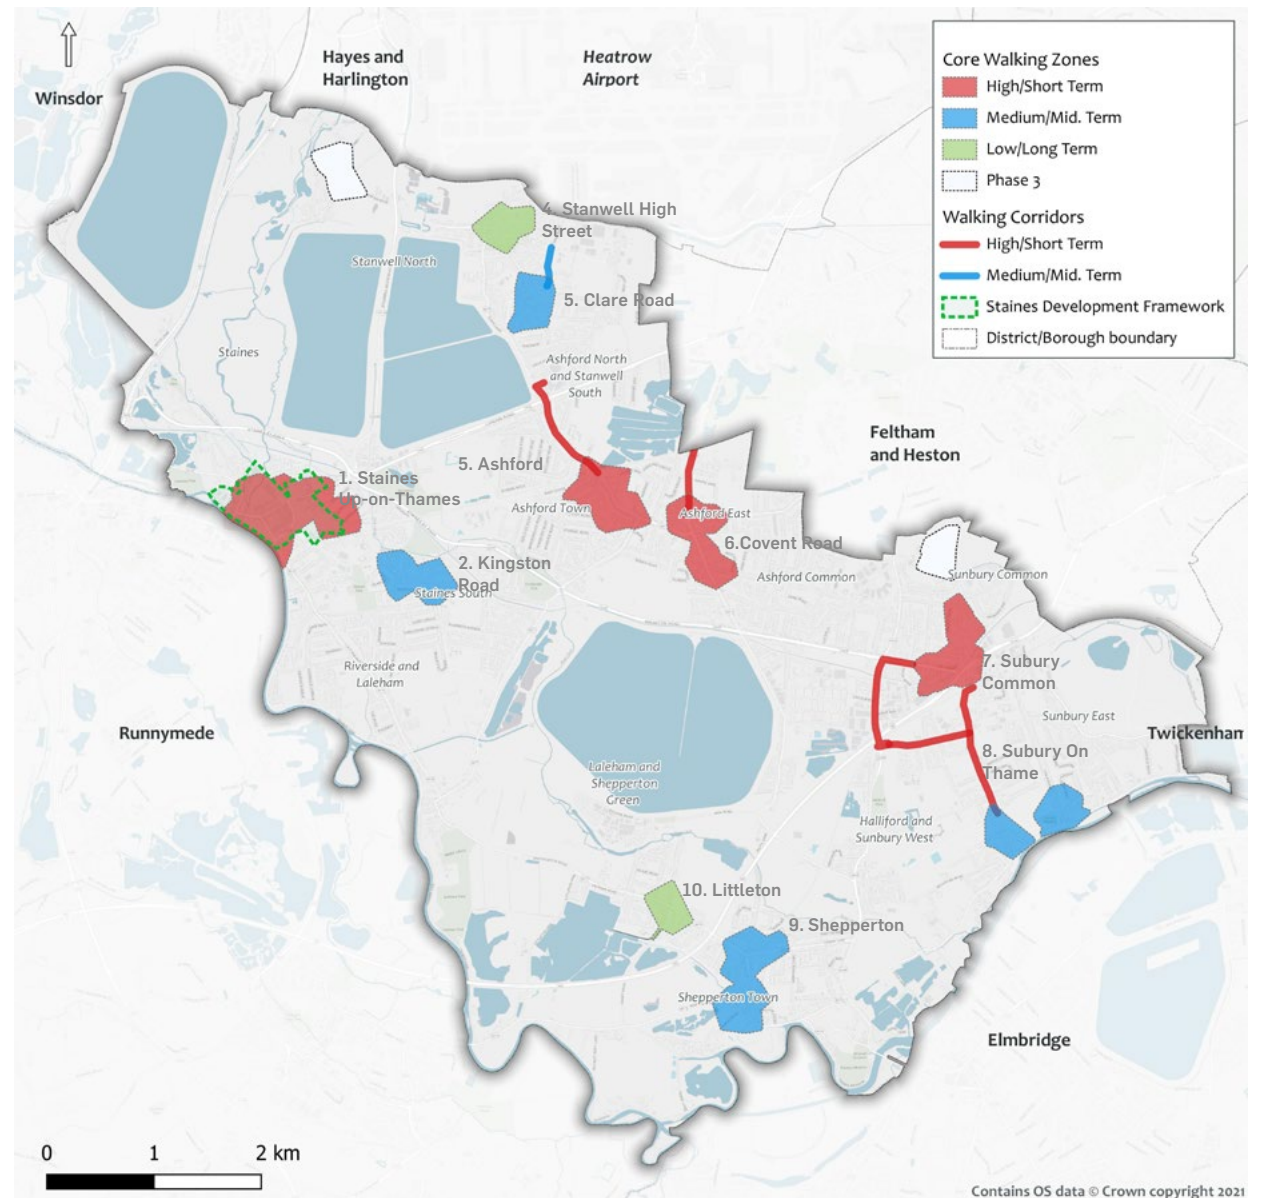 Hayes and
Harlington
Heatrow
Airport
Winsdor
Core Walking Zones
High/Short Term
Medium/Mid. Term
Low/Long Term
Phase 3
Walking Corridors
High/Short Term
Medium/Mid. Term
Staines Development Framework
District/Borough boundary
4. Stanwell High
Street
Stanwell North
5. Clare Road
Staines
Ashford North
and Stanwell
South
Feltham
and Heston
5. Ashford
1. Staines
Up-on-Thames
Ashford Town
Ashford East
6.Covent Road
2. Kingston
Road
Staines South
Ashford Common
Sunbury Common
Riverside and
Laleham
7. Subury
Common
Sunbury East
Runnymede
Twickenham
8. Subury On
Thame
Laleham and
Shepperton
Green
Halliford and
Sunbury West
10. Littleton
9. Shepperton
Shepperton Town
Elmbridge
0 1 2 km
Contains OS data © Crown copyright 2021